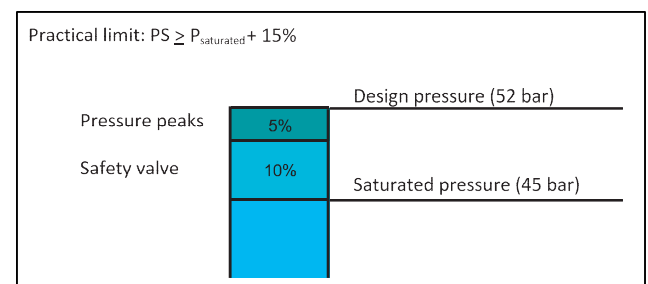 Practical limit: PS ≥ Psaturated + 15%
Design pressure (52 bar)
Pressure peaks 5%
Safety valve 10%
Saturated pressure (45 bar)